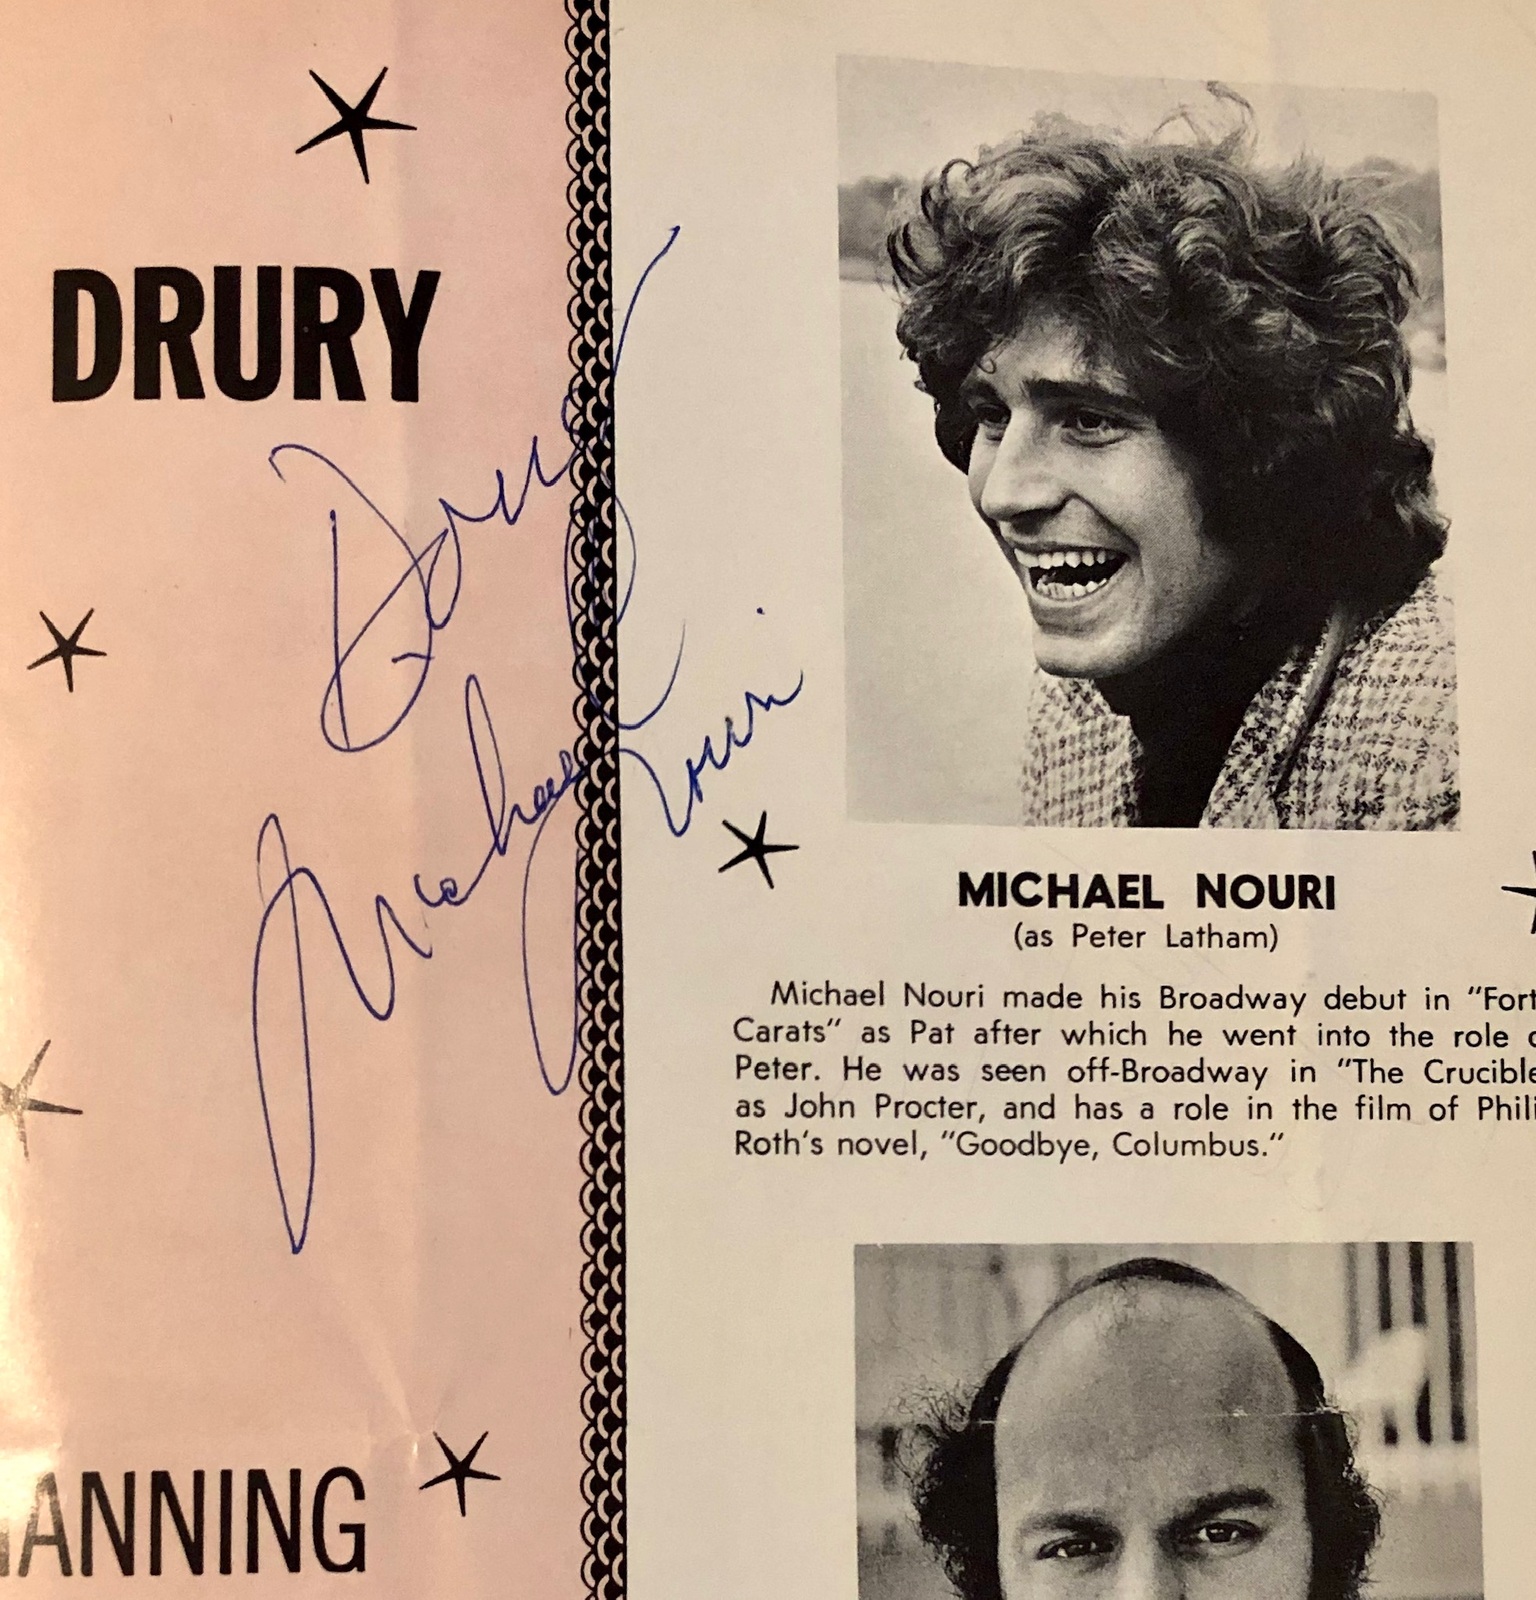 DRURY
Michael
Nouri
ANNING
MICHAEL NOURI
(as Peter Latham)
Michael Nouri made his Broadway debut in "Fort
Carats" as Pat after which he went into the role o
Peter. He was seen off-Broadway in "The Crucible
as John Procter, and has a role in the film of Phili
Roth's novel, "Goodbye, Columbus."